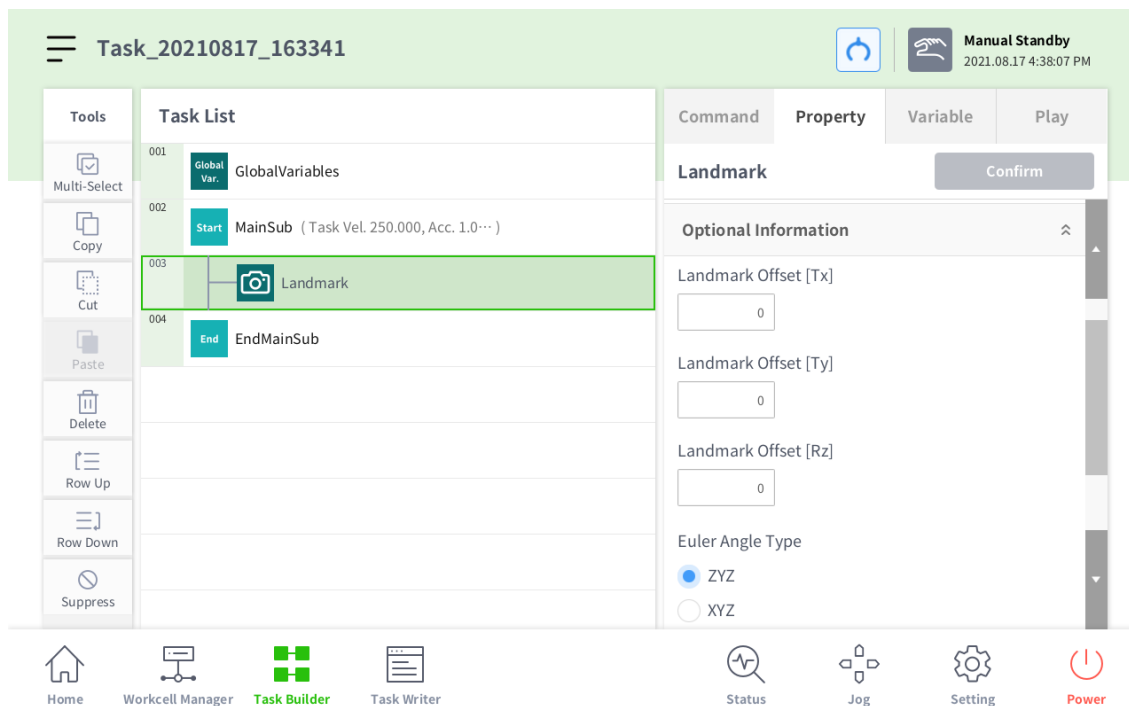 Task_20210817_163341
Manual Standby
2021.08.17 4:38:07 PM
Tools
Multi-Select
Copy
Cut
Paste
Delete
Row Up
Row Down
Suppress
Task List
001
Global
Var.
GlobalVariables
002
Start
MainSub ( Task Vel. 250.000, Acc. 1.0··· )
003
Landmark
004
End
EndMainSub
Command Property Variable Play
Landmark
Confirm
Optional Information
Landmark Offset [Tx]
0
Landmark Offset [Ty]
0
Landmark Offset [Rz]
0
Euler Angle Type
ZYZ
XYZ
Home Workcell Manager Task Builder Task Writer Status Jog Setting Power